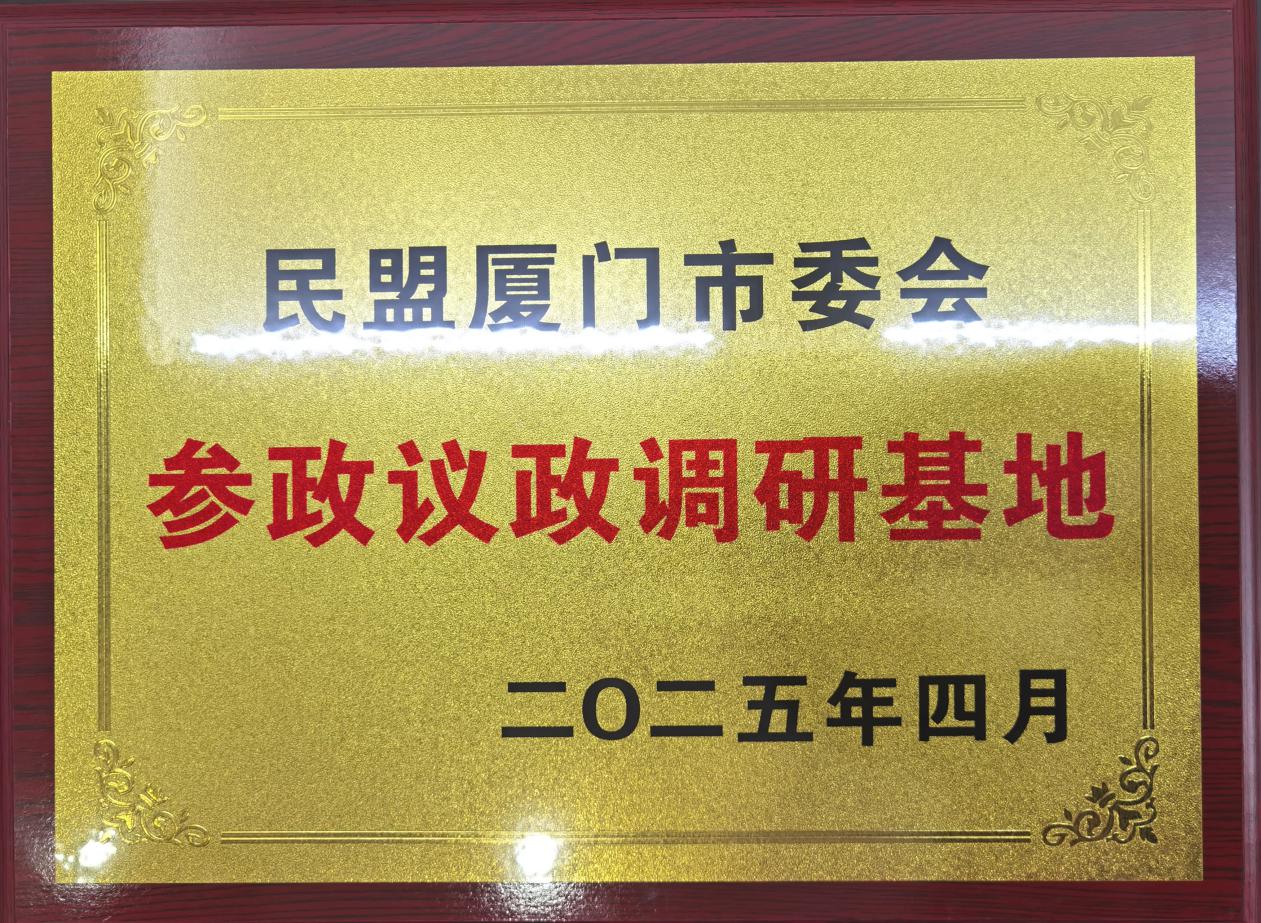 民盟厦门市委会
参政议政调研基地
二O二五年四月